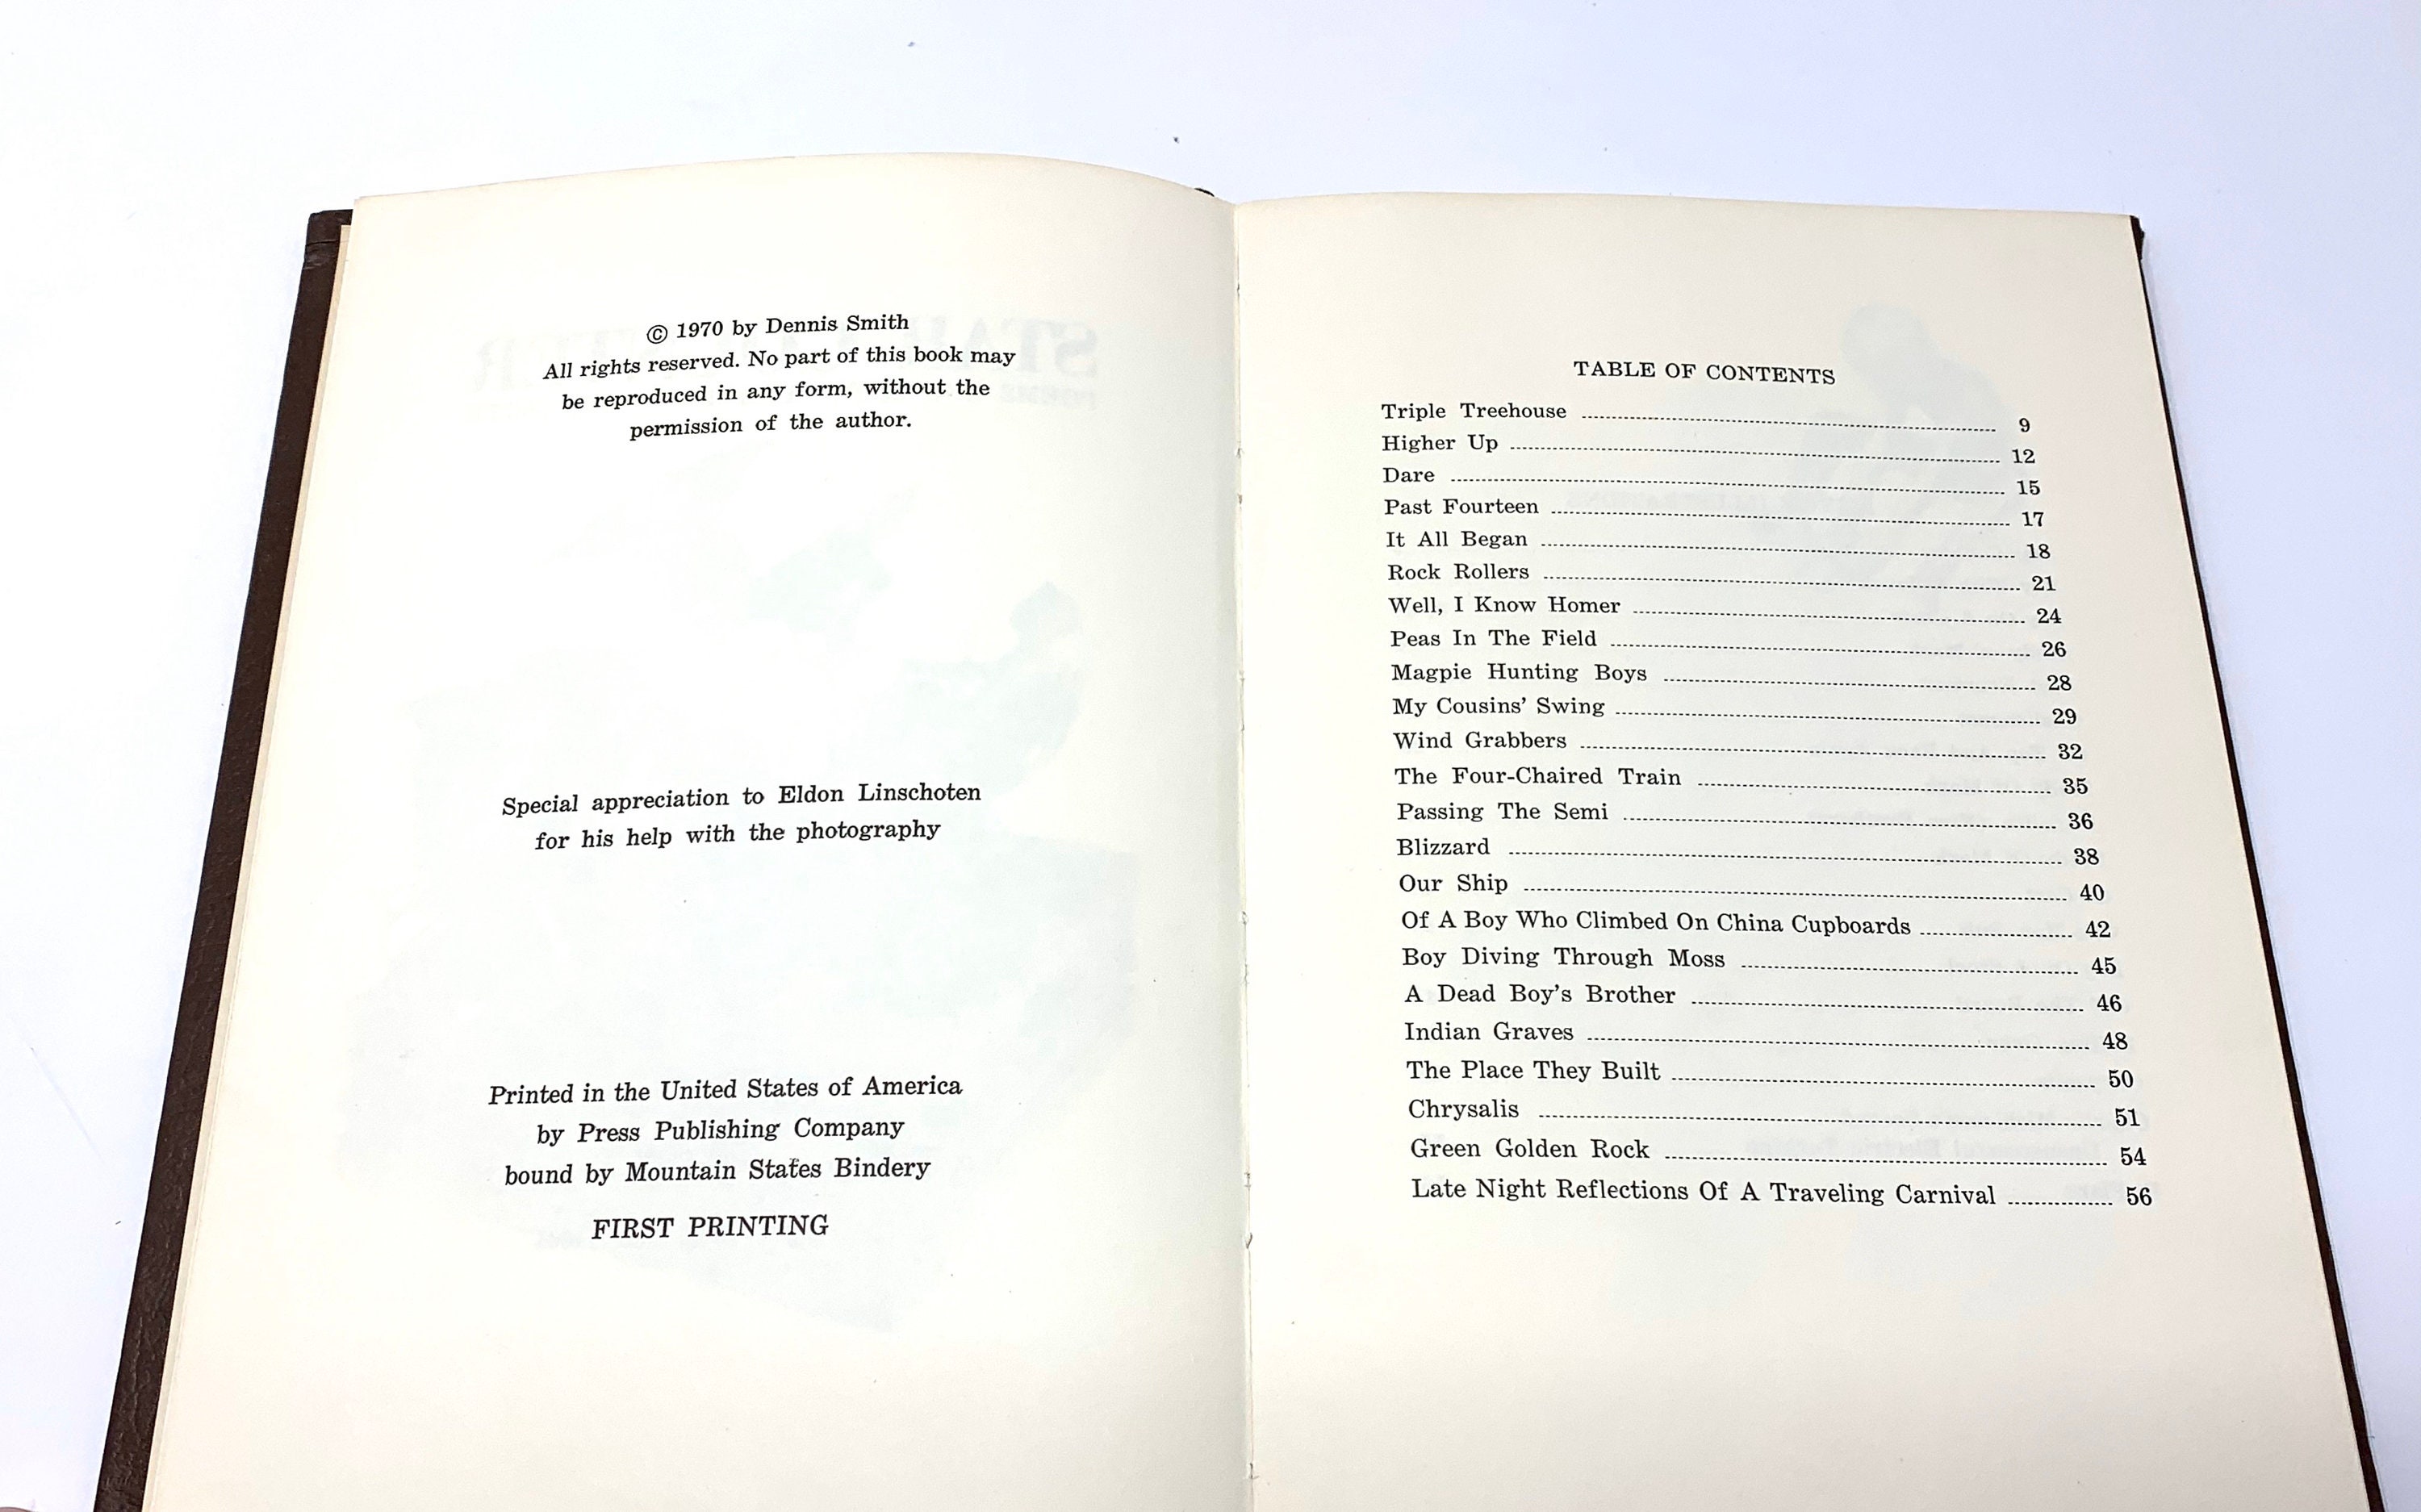 © 1970 by Dennis Smith
All rights reserved. No part of this book may
be reproduced in any form, without the
permission of the author.
Special appreciation to Eldon Linschoten
for his help with the photography
Printed in the United States of America
by Press Publishing Company
bound by Mountain States Bindery
FIRST PRINTING
TABLE OF CONTENTS
Triple Treehouse 9
Higher Up 12
Dare 15
Past Fourteen 17
It All Began 18
Rock Rollers 21
Well, I Know Homer 24
Peas In The Field 26
Magpie Hunting Boys 28
My Cousins' Swing 29
Wind Grabbers 32
The Four-Chaired Train 35
Passing The Semi 36
Blizzard 38
Our Ship 40
Of A Boy Who Climbed On China Cupboards 42
Boy Diving Through Moss 45
A Dead Boy's Brother 46
Indian Graves 48
The Place They Built 50
Chrysalis 51
Green Golden Rock 54
Late Night Reflections Of A Traveling Carnival 56